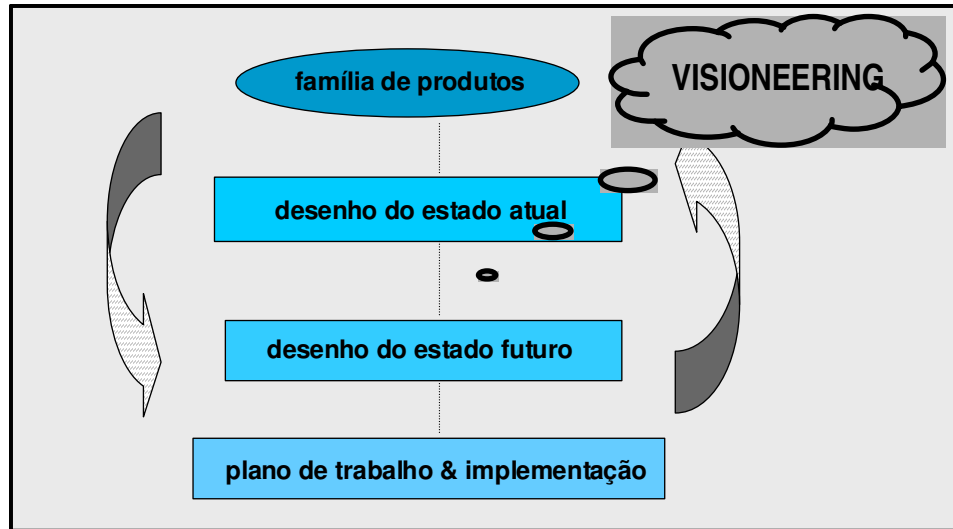 família de produtos
VISIONEERING
desenho do estado atual
desenho do estado futuro
plano de trabalho & implementação